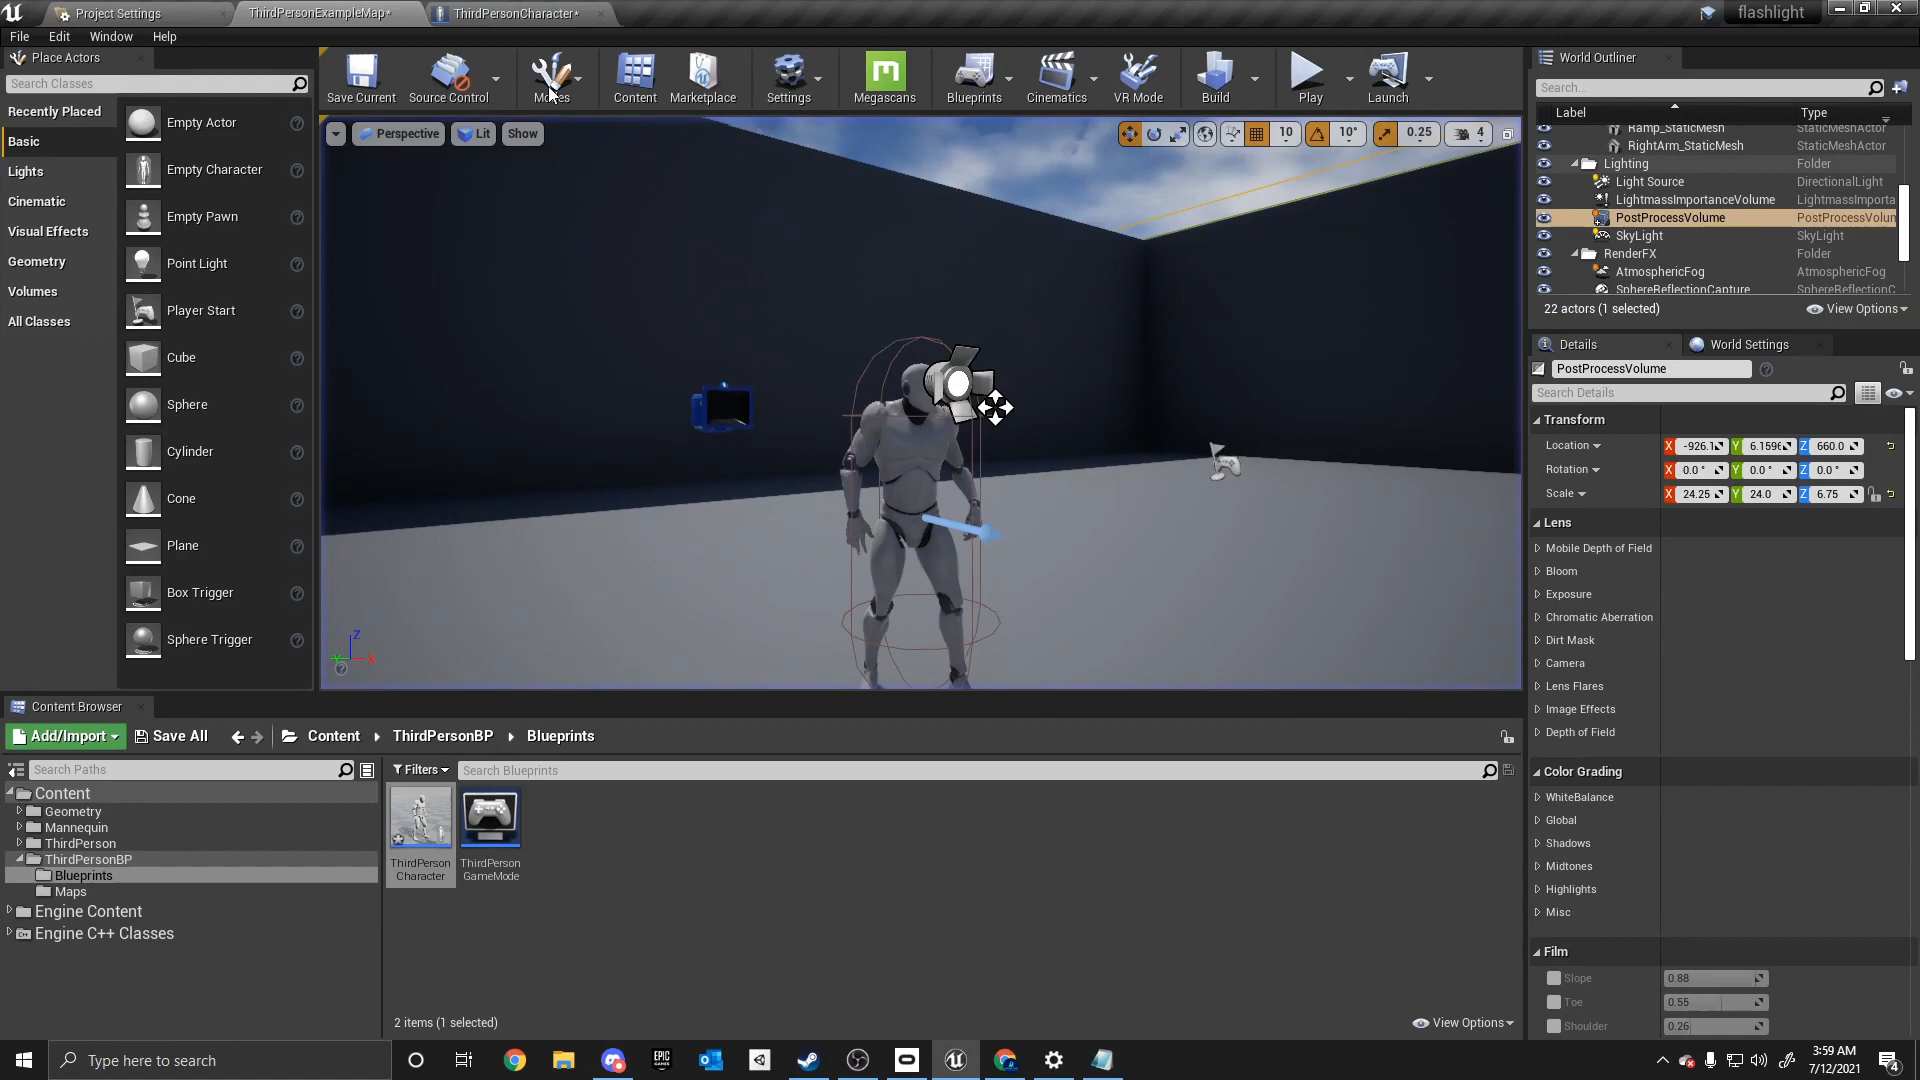 Project Settings
ThirdPersonExampleMap*
ThirdPersonCharacter*
flashlight
File
Edit
Window
Help
Place Actors
Search Classes
Recently Placed
Basic
Lights
Cinematic
Visual Effects
Geometry
Volumes
All Classes
Empty Actor
Empty Character
Empty Pawn
Point Light
Player Start
Cube
Sphere
Cylinder
Cone
Plane
Box Trigger
Sphere Trigger
Save Current
Source Control
Modes
Content
Marketplace
Settings
Megascans
Blueprints
Cinematics
VR Mode
Build
Play
Launch
Perspective
Lit
Show
10
10°
0.25
4
Z
X
World Outliner
Search...
Label
Type
Ramp_StaticMesh
StaticMeshActor
RightArm_StaticMesh
StaticMeshActor
Lighting
Folder
Light Source
DirectionalLight
LightmassImportanceVolume
LightmassImporta
PostProcessVolume
PostProcessVolun
SkyLight
SkyLight
RenderFX
Folder
AtmosphericFog
AtmosphericFog
SphereReflectionCapture
SphereReflectionC
22 actors (1 selected)
View Options
Details
World Settings
PostProcessVolume
Search Details
Transform
Location
X
-926.1
Y
6.1596
Z
660.0
Rotation
X
0.0 °
Y
0.0 °
Z
0.0 °
Scale
X
24.25
Y
24.0
Z
6.75
Lens
Mobile Depth of Field
Bloom
Exposure
Chromatic Aberration
Dirt Mask
Camera
Lens Flares
Image Effects
Depth of Field
Color Grading
WhiteBalance
Global
Shadows
Midtones
Highlights
Misc
Film
Slope
0.88
Toe
0.55
Shoulder
0.26
Content Browser
Add/Import
Save All
Content
ThirdPersonBP
Blueprints
Search Paths
Filters
Search Blueprints
Content
Geometry
Mannequin
ThirdPerson
ThirdPersonBP
Blueprints
Maps
Engine Content
Engine C++ Classes
ThirdPerson
Character
ThirdPerson
GameMode
2 items (1 selected)
View Options
Type here to search
EPIC
GAMES
3:59 AM
7/12/2021
4